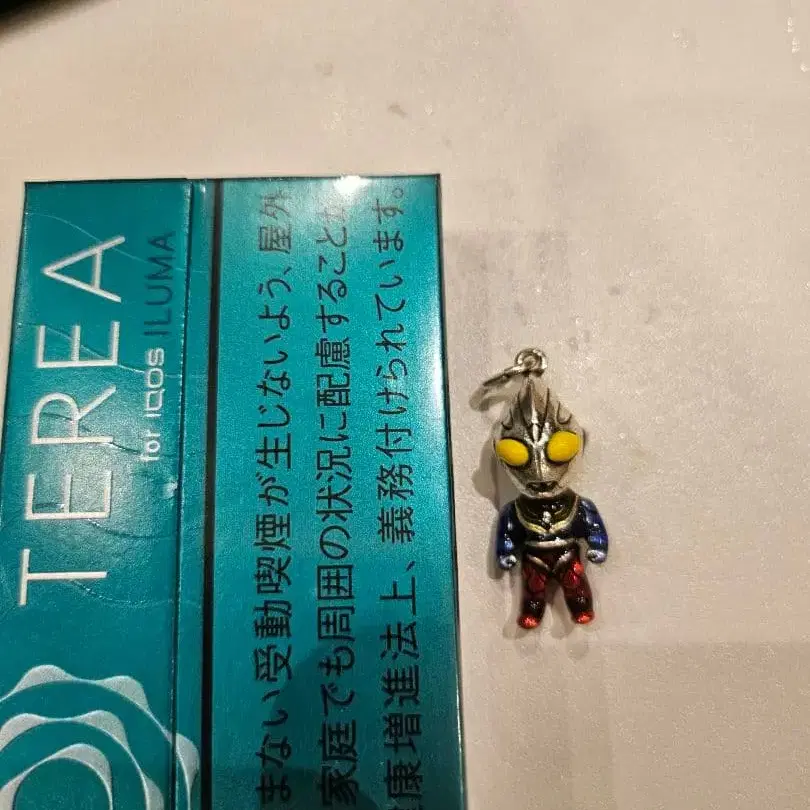 TEREA
for IQOS ILUMA
まない受動喫煙が生じないよう、屋外
家庭でも周囲の状況に配慮すること
康増進法上、義務付けられています。